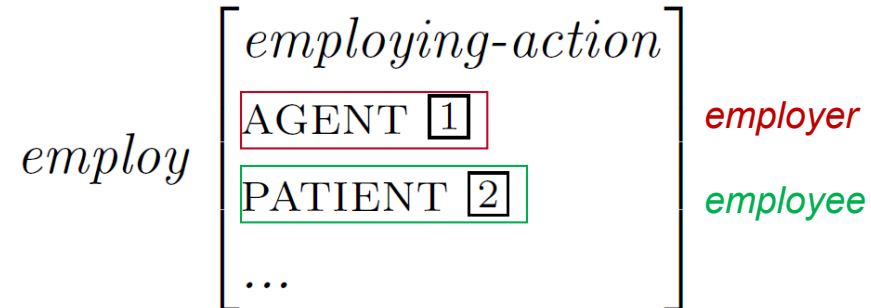 employing-action
AGENT 1 employer
employ
PATIENT 2 employee
...